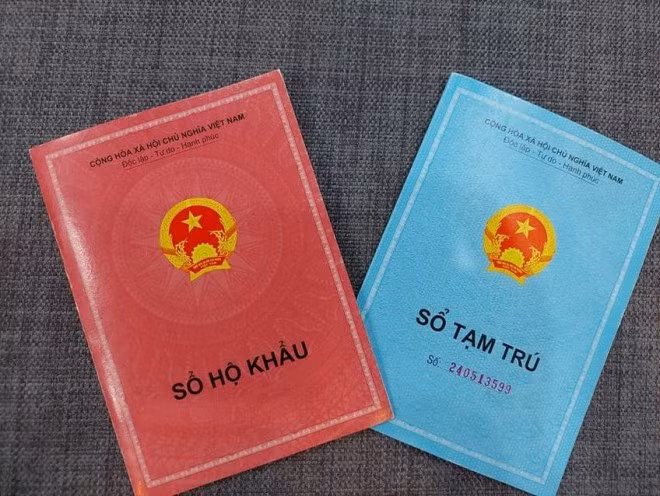 CỘNG HÒA XÃ HỘI CHỦ NGHĨA VIỆT NAM
Độc lập - Tự do - Hạnh phúc
SỔ HỘ KHẨU
CỘNG HÒA XÃ HỘI CHỦ NGHĨA VIỆT NAM
Độc lập - Tự do - Hạnh phúc
SỔ TẠM TRÚ
Số: 240513599